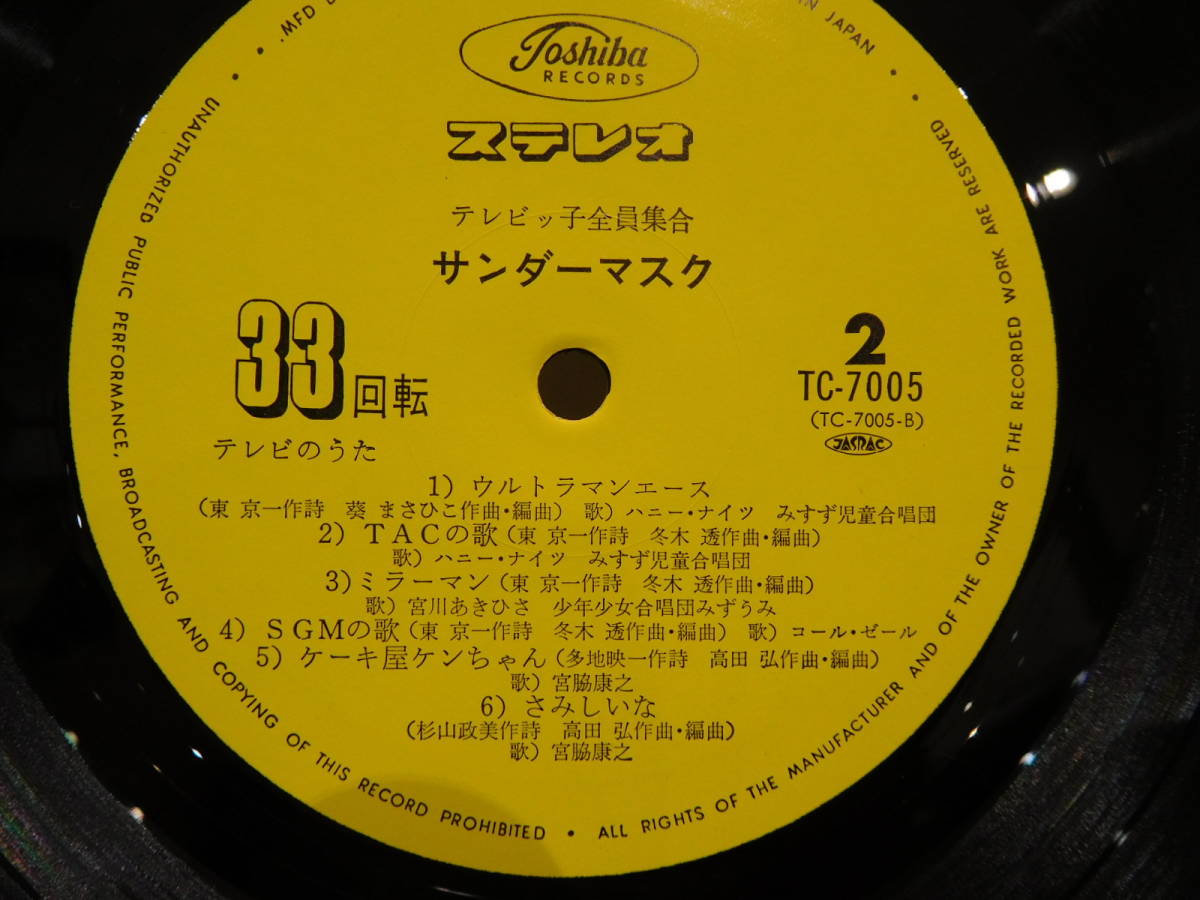 Toshiba
RECORDS
ステレオ
テレビッ子全員集合
サンダーマスク
33回転
2
TC-7005
(TC-7005-B)
JASRAC
テレビのうた
1) ウルトラマンエース
(東 京一作詩 葵 まさひこ作曲・編曲) 歌) ハニー・ナイツ みすず児童合唱団
2) TACの歌 (東 京一作詩 冬木 透作曲・編曲)
歌) ハニー・ナイツ みすず児童合唱団
3) ミラーマン (東 京一作詩 冬木 透作曲・編曲)
歌) 宮川あきひさ 少年少女合唱団みずうみ
4) SGMの歌 (東 京一作詩 冬木 透作曲・編曲) 歌) コール・ゼール
5) ケーキ屋ケンちゃん (多地映一作詩 高田 弘作曲・編曲)
歌) 宮脇康之
6) さみしいな
(杉山政美作詩 高田 弘作曲・編曲)
歌) 宮脇康之
MFD
IN JAPAN • • UNAUTHORIZED PUBLIC PERFORMANCE, BROADCASTING AND COPYING OF THIS RECORD PROHIBITED • ALL RIGHTS OF THE MANUFACTURER AND OF THE OWNER OF THE RECORDED WORK ARE RESERVED • •